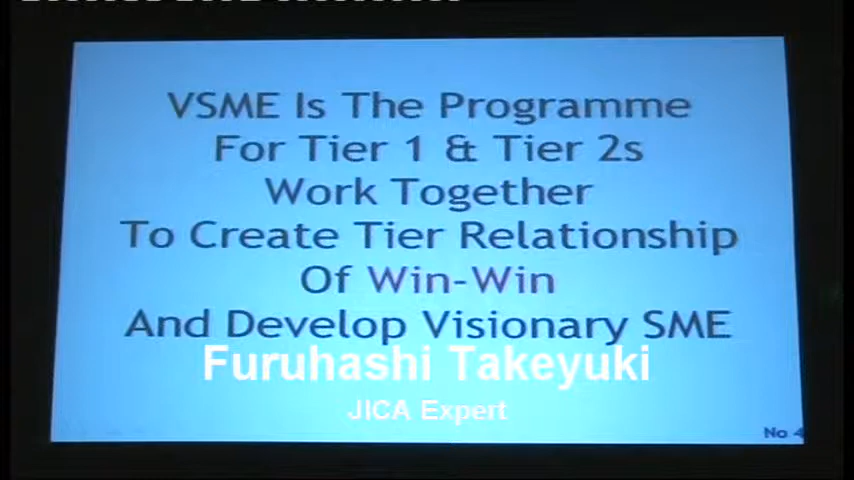 VSME Is The Programme
For Tier 1 & Tier 2s
Work Together
To Create Tier Relationship
Of Win-Win
And Develop Visionary SME
Furuhashi Takeyuki
JICA Expert
No 4